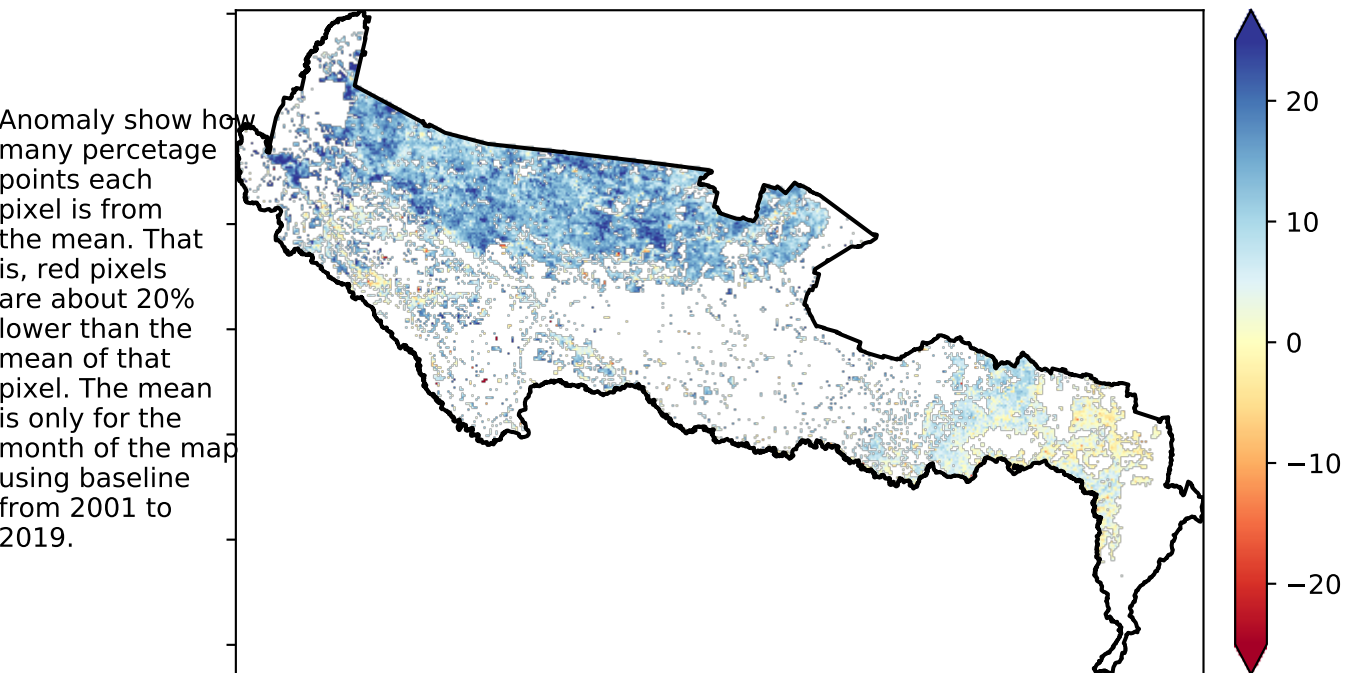 Anomaly show how
many percetage
points each
pixel is from
the mean. That
is, red pixels
are about 20%
lower than the
mean of that
pixel. The mean
is only for the
month of the map
using baseline
from 2001 to
2019.
20
10
0
−10
−20